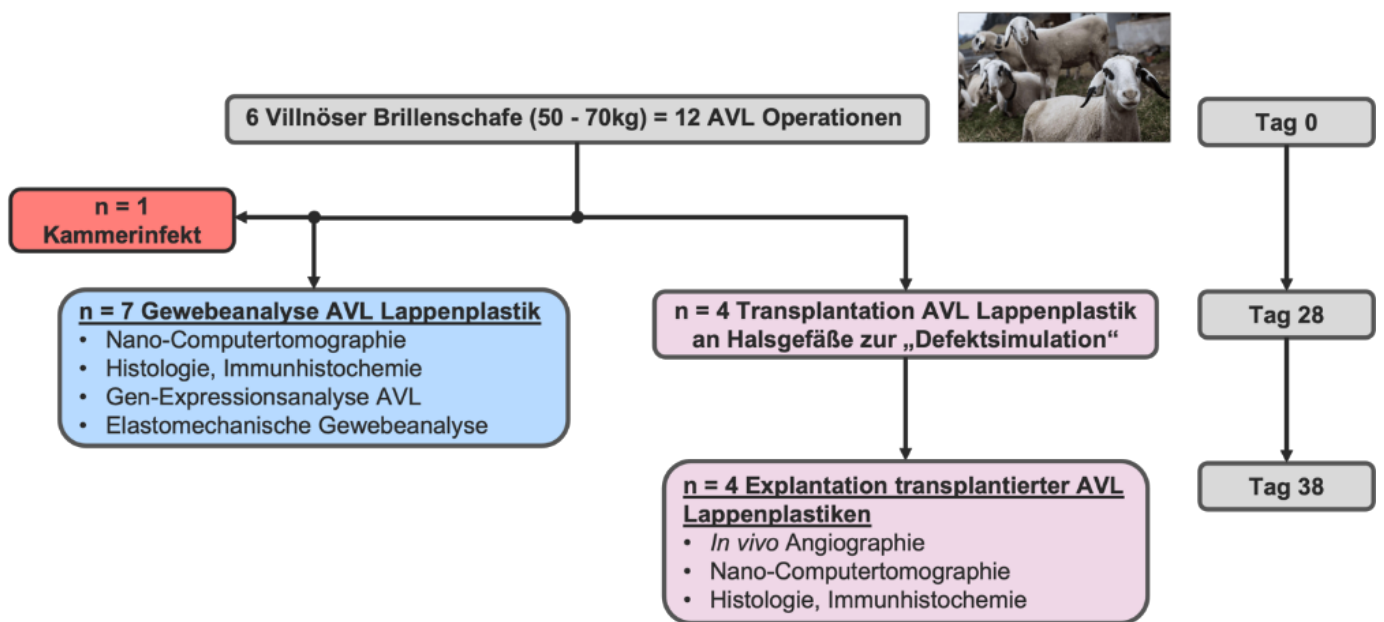 6 Villnöser Brillenschafe (50 - 70kg) = 12 AVL Operationen
Tag 0
n = 1
Kammerinfekt
n = 7 Gewebeanalyse AVL Lappenplastik
• Nano-Computertomographie
• Histologie, Immunhistochemie
• Gen-Expressionsanalyse AVL
• Elastomechanische Gewebeanalyse
n = 4 Transplantation AVL Lappenplastik
an Halsgefäße zur „Defektsimulation“
Tag 28
n = 4 Explantation transplantierter AVL
Lappenplastiken
• In vivo Angiographie
• Nano-Computertomographie
• Histologie, Immunhistochemie
Tag 38